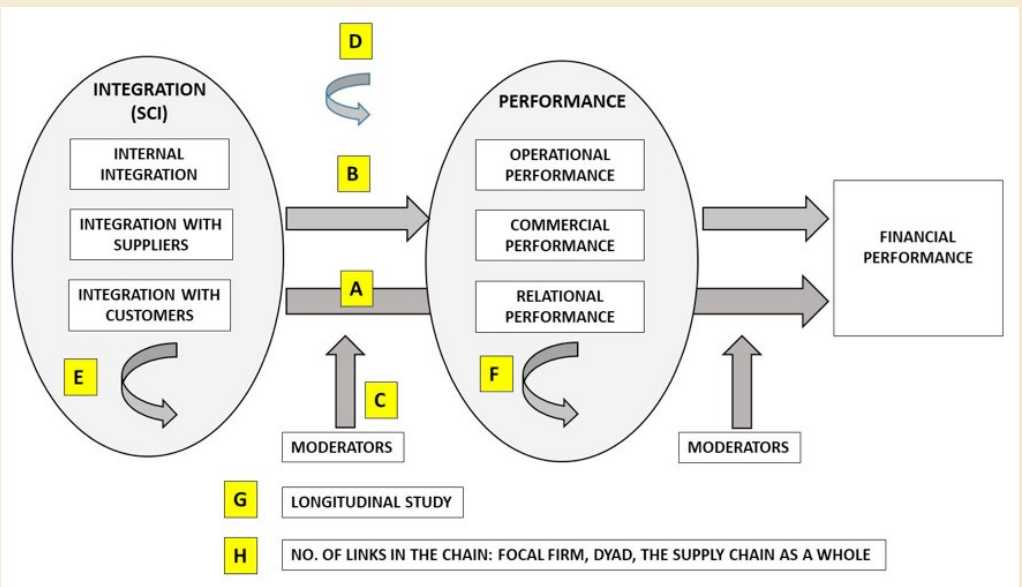 D
INTEGRATION
(SCI)
PERFORMANCE
INTERNAL
INTEGRATION
OPERATIONAL
PERFORMANCE
B
INTEGRATION WITH
SUPPLIERS
COMMERCIAL
PERFORMANCE
FINANCIAL
PERFORMANCE
A
INTEGRATION WITH
CUSTOMERS
RELATIONAL
PERFORMANCE
E
F
C
MODERATORS
MODERATORS
G
LONGITUDINAL STUDY
H
NO. OF LINKS IN THE CHAIN: FOCAL FIRM, DYAD, THE SUPPLY CHAIN AS A WHOLE